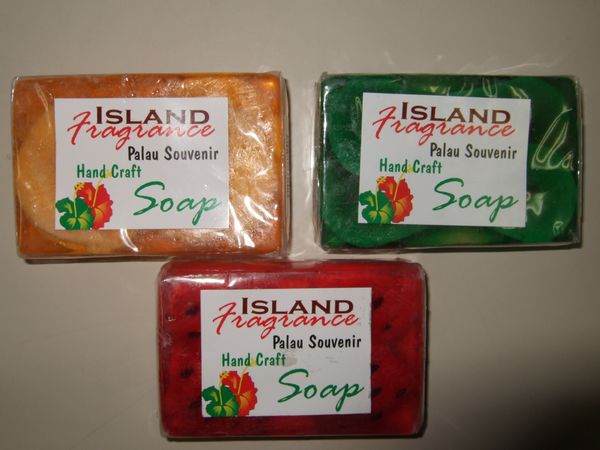 ISLAND
Fragrance
Palau Souvenir
Hand Craft
Soap
ISLAND
Fragrance
Palau Souvenir
Hand Craft
Soap
ISLAND
Fragrance
Palau Souvenir
Hand Craft
Soap